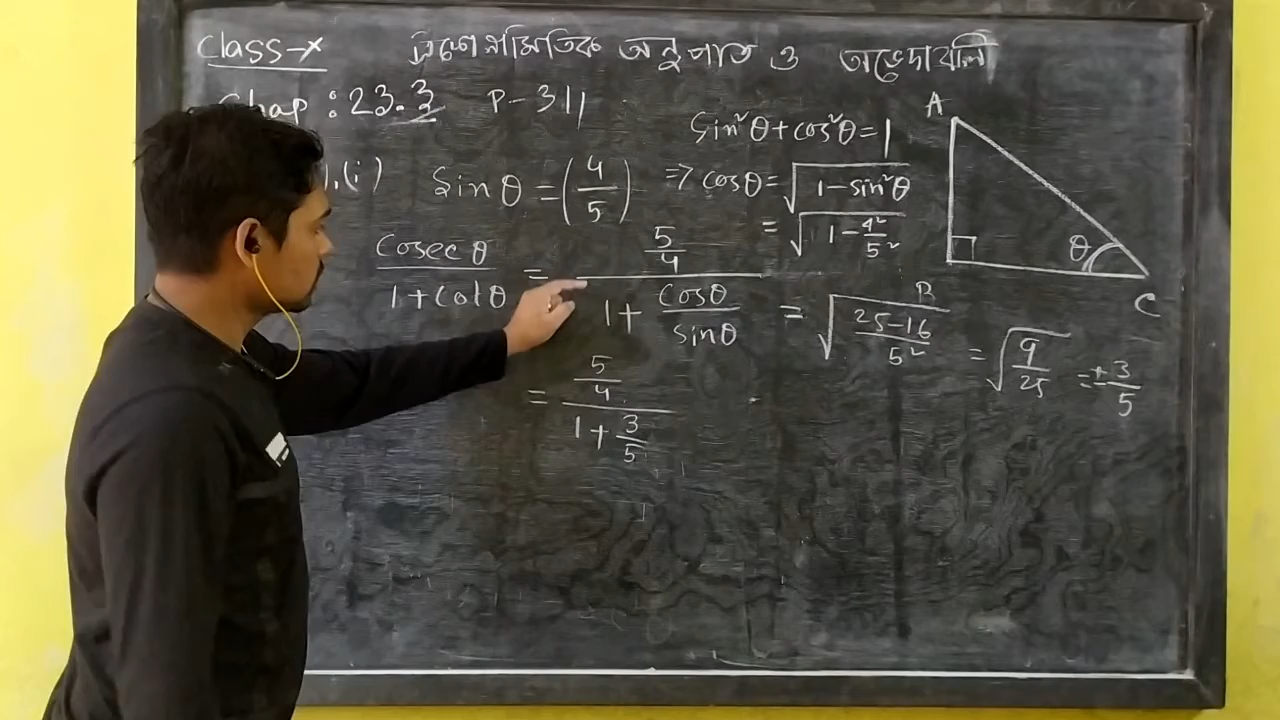 Class-X ত্রিকোণমিতিক অনুপাত ও অভেদাবলি
Chap : 23.3 P-311
1.(i) Sinθ = (4/5)
Sin²θ + cos²θ = 1
⇒ cosθ = √(1 - sin²θ)
= √(1 - 4²/5²)
= √((25-16)/5²) = √(9/25) = ±3/5
Cosecθ/(1+cotθ) = (5/4)/(1 + Cosθ/sinθ)
= (5/4)/(1 + 3/5)
A
θ
B
C